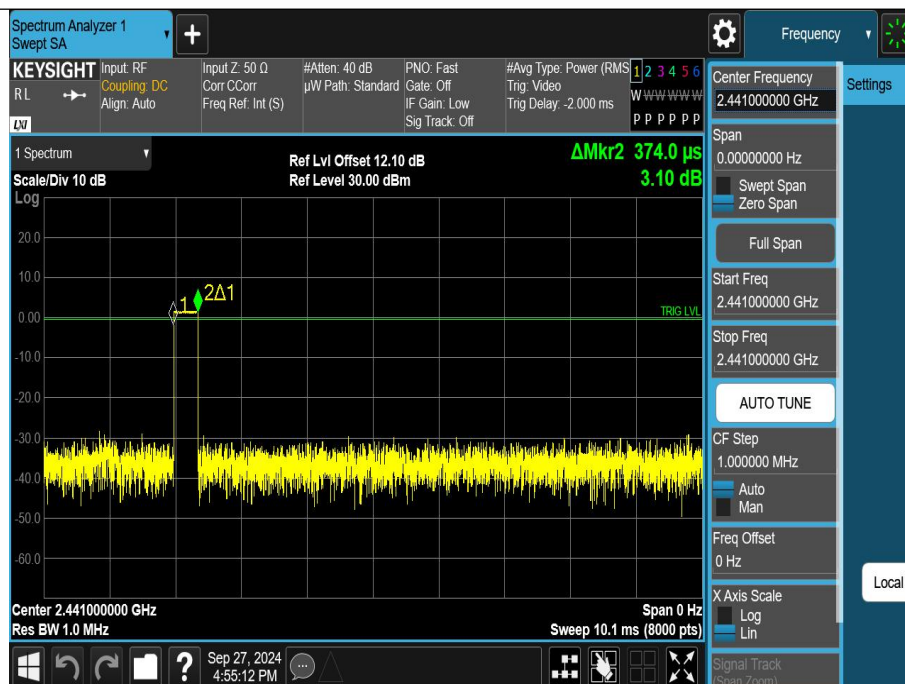 Spectrum Analyzer 1
Swept SA
Frequency
KEYSIGHT
RL
LXI
Input: RF
Coupling: DC
Align: Auto
Input Z: 50 Ω
Corr CCorr
Freq Ref: Int (S)
#Atten: 40 dB
µW Path: Standard
PNO: Fast
Gate: Off
IF Gain: Low
Sig Track: Off
#Avg Type: Power (RMS
Trig: Video
Trig Delay: -2.000 ms
1 2 3 4 5 6
W W W W W W
P P P P P P
1 Spectrum
Scale/Div 10 dB
Log
Ref Lvl Offset 12.10 dB
Ref Level 30.00 dBm
ΔMkr2 374.0 µs
3.10 dB
20.0
10.0
0.00
-10.0
-20.0
-30.0
-40.0
-50.0
-60.0
1
2Δ1
TRIG LVL
Center 2.441000000 GHz
Res BW 1.0 MHz
Span 0 Hz
Sweep 10.1 ms (8000 pts)
Sep 27, 2024
4:55:12 PM
Center Frequency
2.441000000 GHz
Span
0.00000000 Hz
Swept Span
Zero Span
Full Span
Start Freq
2.441000000 GHz
Stop Freq
2.441000000 GHz
AUTO TUNE
CF Step
1.000000 MHz
Auto
Man
Freq Offset
0 Hz
X Axis Scale
Log
Lin
Signal Track
(Span Zoom)
Settings
Local